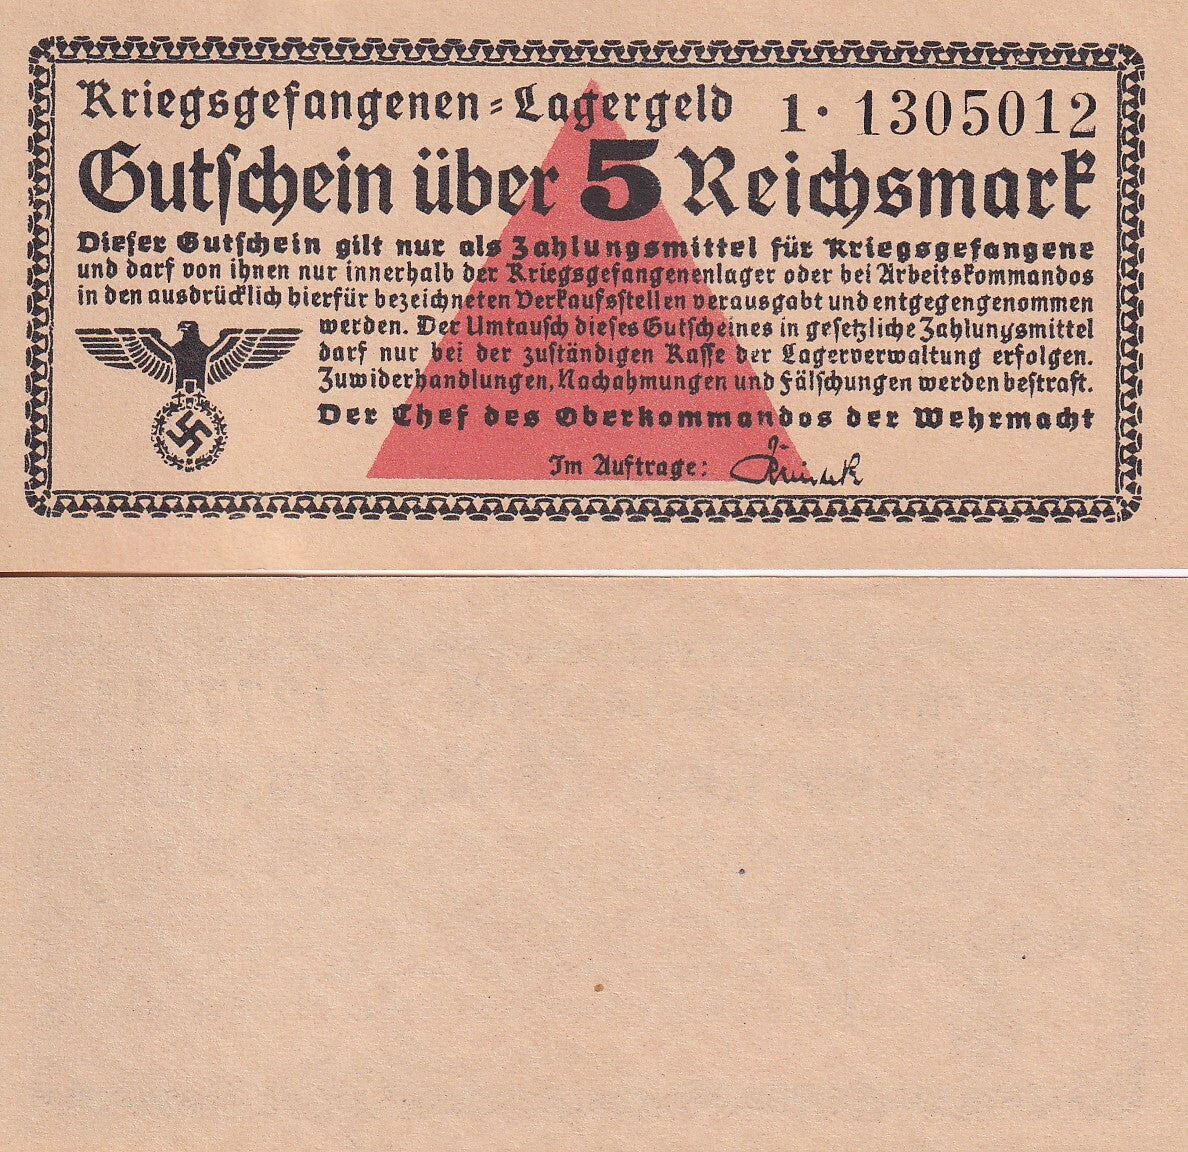 Kriegsgefangenen-Lagergeld 1·1305012
Gutschein über 5 Reichsmark
Dieser Gutschein gilt nur als Zahlungsmittel für Kriegsgefangene
und darf von ihnen nur innerhalb der Kriegsgefangenenlager oder bei Arbeitskommandos
in den ausdrücklich hierfür bezeichneten Verkaufsstellen verausgabt und entgegengenommen
werden. Der Umtausch dieses Gutscheines in gesetzliche Zahlungsmittel
darf nur bei der zuständigen Kasse der Lagerverwaltung erfolgen.
Zuwiderhandlungen, Nachahmungen und Fälschungen werden bestraft.
Der Chef des Oberkommandos der Wehrmacht
Im Auftrage: